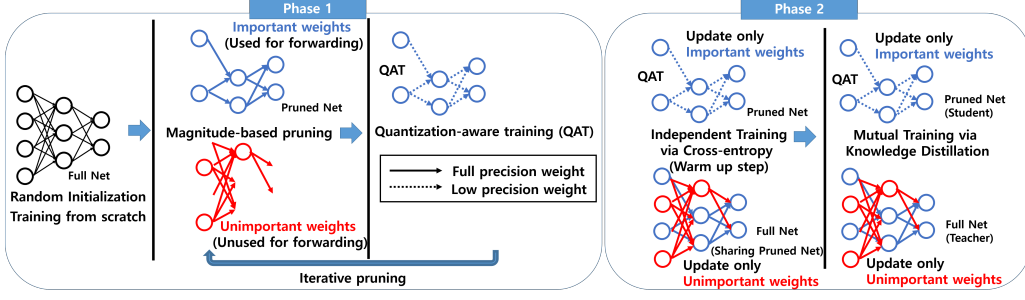 Phase 1
Important weights
(Used for forwarding)
Pruned Net
Full Net
Random Initialization
Training from scratch
Magnitude-based pruning
Unimportant weights
(Unused for forwarding)
QAT
Quantization-aware training (QAT)
Full precision weight
Low precision weight
Iterative pruning
Phase 2
Update only
Important weights
QAT
Pruned Net
Independent Training
via Cross-entropy
(Warm up step)
Full Net
(Sharing Pruned Net)
Update only
Unimportant weights
Update only
Important weights
QAT
Pruned Net
(Student)
Mutual Training via
Knowledge Distillation
Full Net
(Teacher)
Update only
Unimportant weights